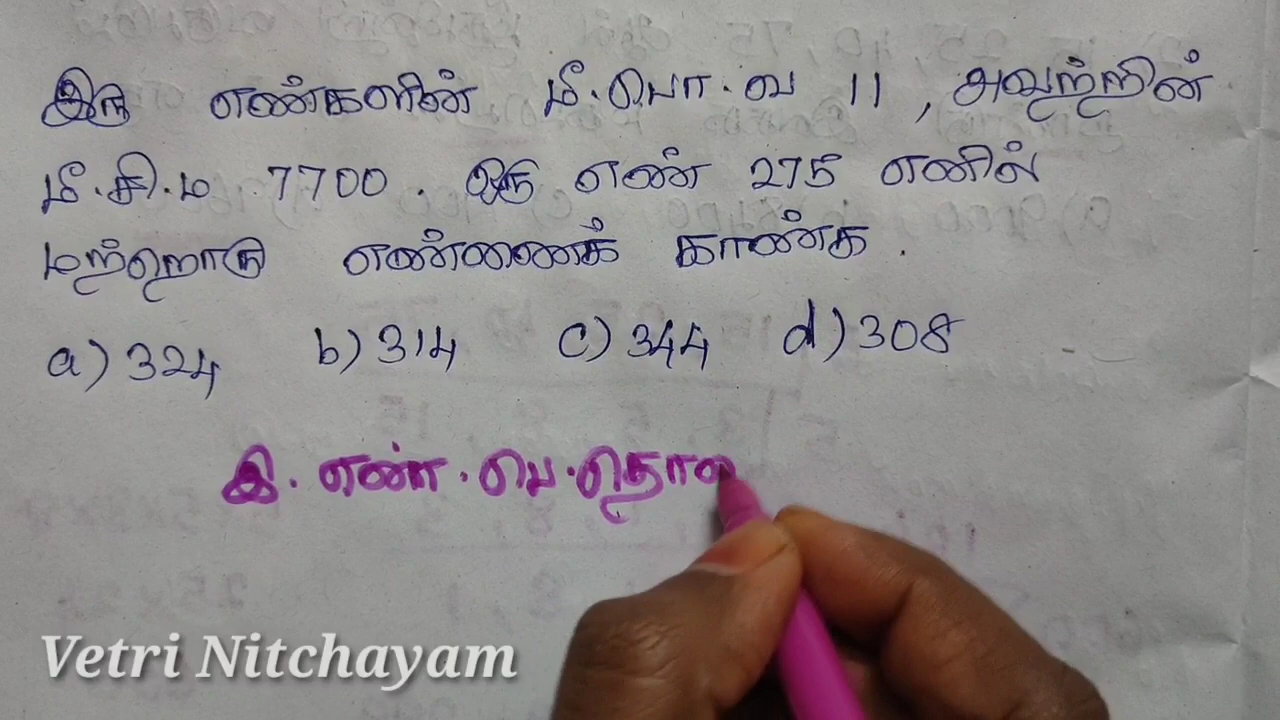 இரு எண்களின் மீ.பொ.வ 11, அவற்றின்
மீ.சி.ம 7700. ஒரு எண் 275 எனில்
மற்றொரு எண்ணைக் காண்க.
a) 324 b) 314 c) 344 d) 308
இ.எண்.பெ.தொ
Vetri Nitchayam